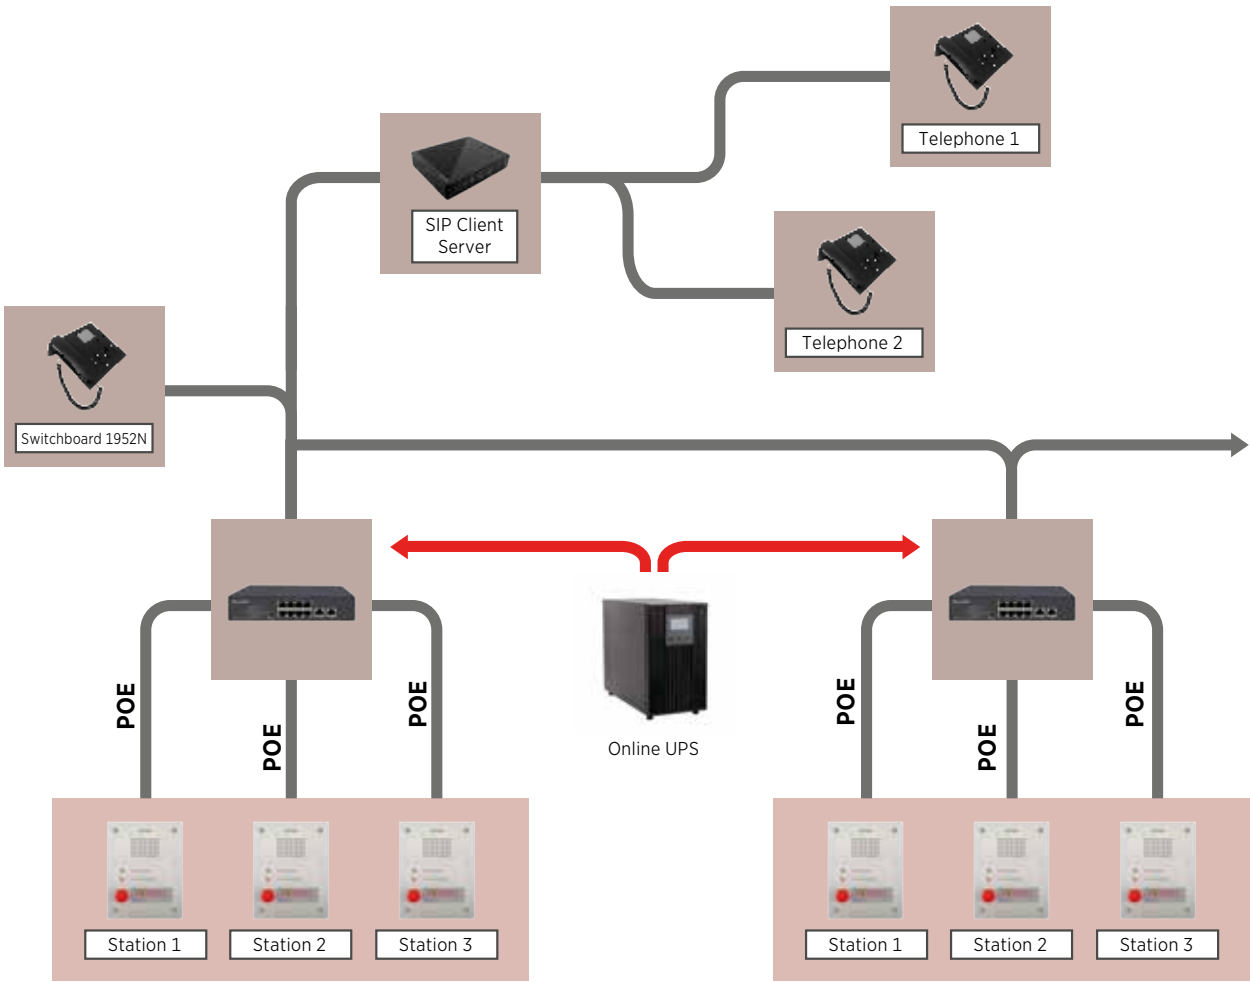 Telephone 1
SIP Client
Server
Telephone 2
Switchboard 1952N
POE
POE
POE
Online UPS
POE
POE
POE
Station 1
Station 2
Station 3
Station 1
Station 2
Station 3